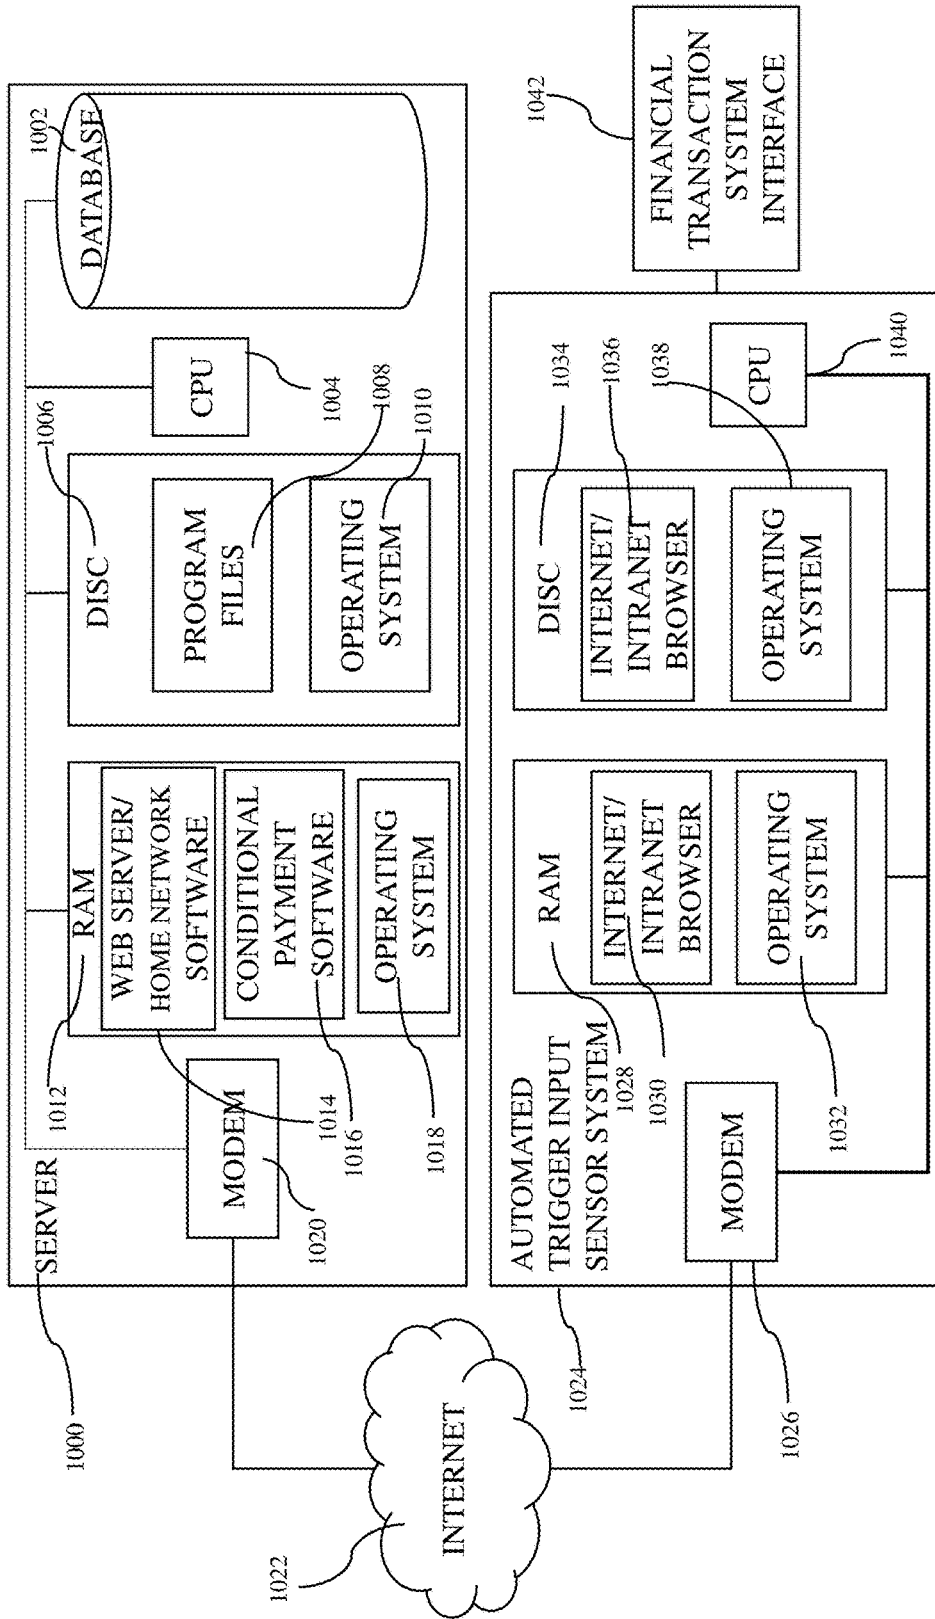 1000
SERVER
1012
RAM
WEB SERVER/
HOME NETWORK
SOFTWARE
1014
CONDITIONAL
PAYMENT
SOFTWARE
1016
OPERATING
SYSTEM
1018
MODEM
1020
1006
DISC
PROGRAM
FILES
1008
OPERATING
SYSTEM
1010
CPU
1004
1002
DATABASE
1022
INTERNET
1024
AUTOMATED
TRIGGER INPUT
SENSOR SYSTEM
MODEM
1026
RAM
1028
INTERNET/
INTRANET
BROWSER
1030
OPERATING
SYSTEM
1032
DISC
1034
INTERNET/
INTRANET
BROWSER
1036
OPERATING
SYSTEM
1038
CPU
1040
1042
FINANCIAL
TRANSACTION
SYSTEM
INTERFACE